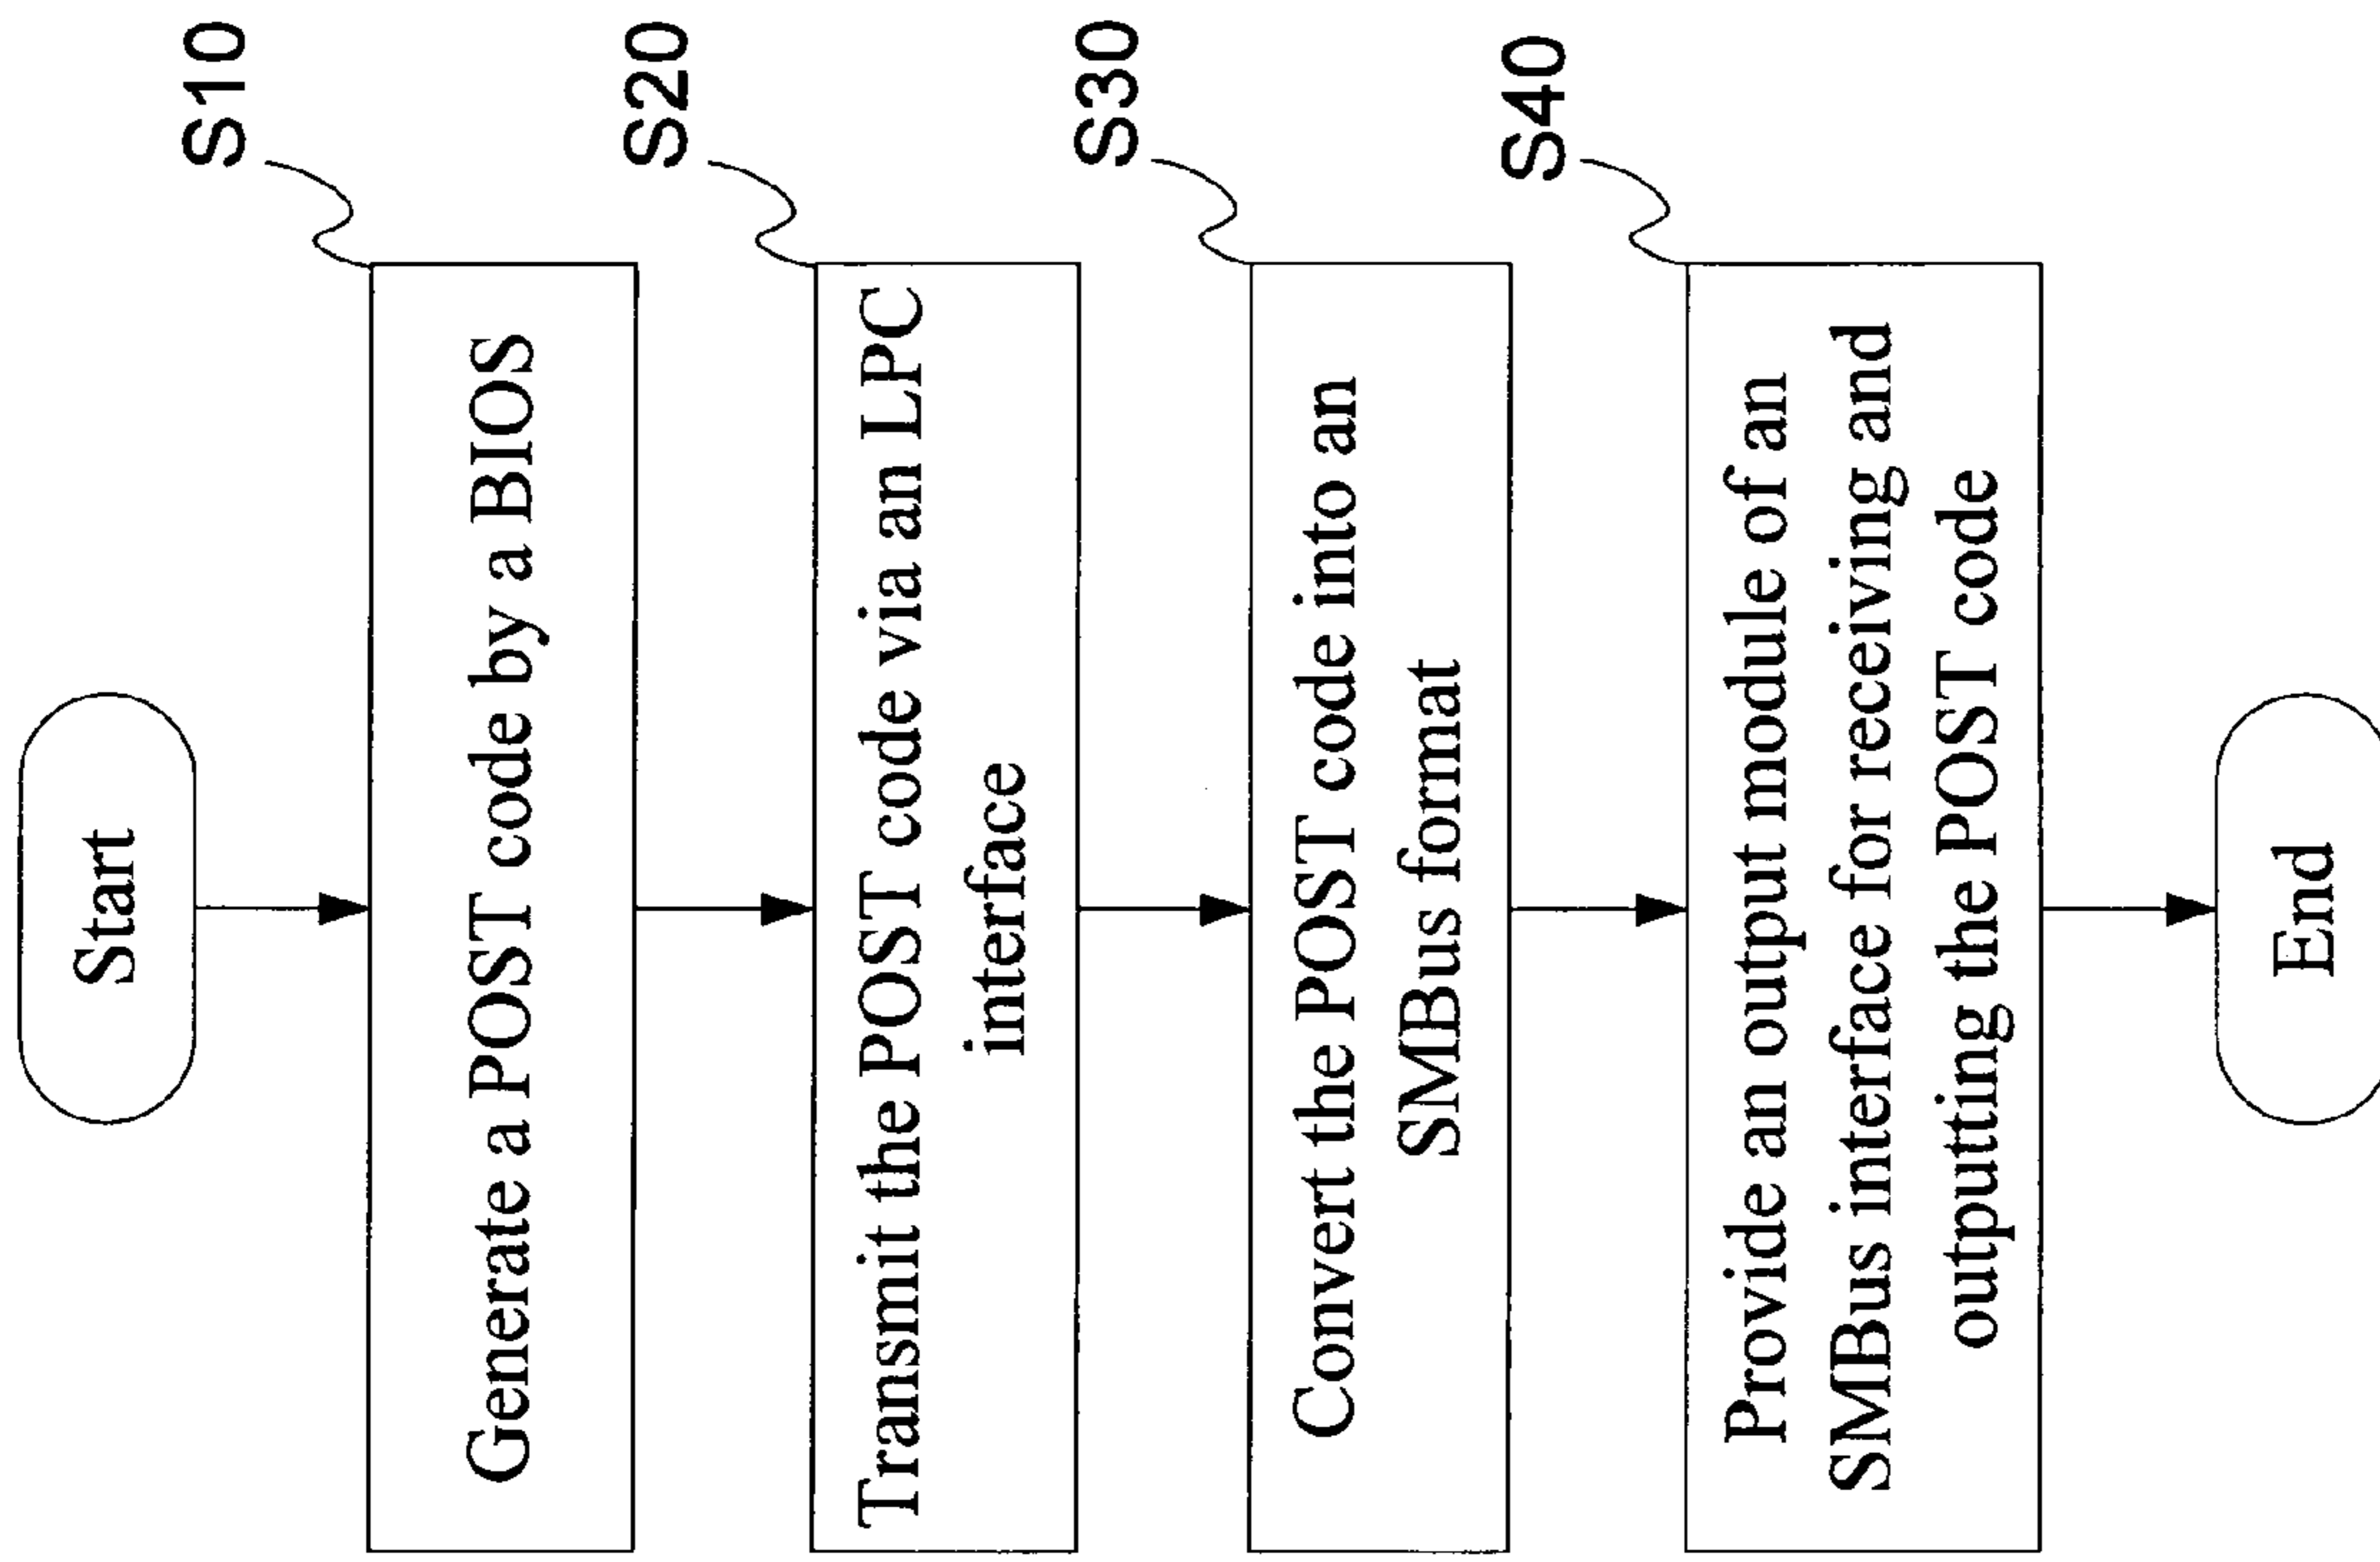 Start
S10
Generate a POST code by a BIOS
S20
Transmit the POST code via an LPC
interface
S30
Convert the POST code into an
SMBus format
S40
Provide an output module of an
SMBus interface for receiving and
outputting the POST code
End